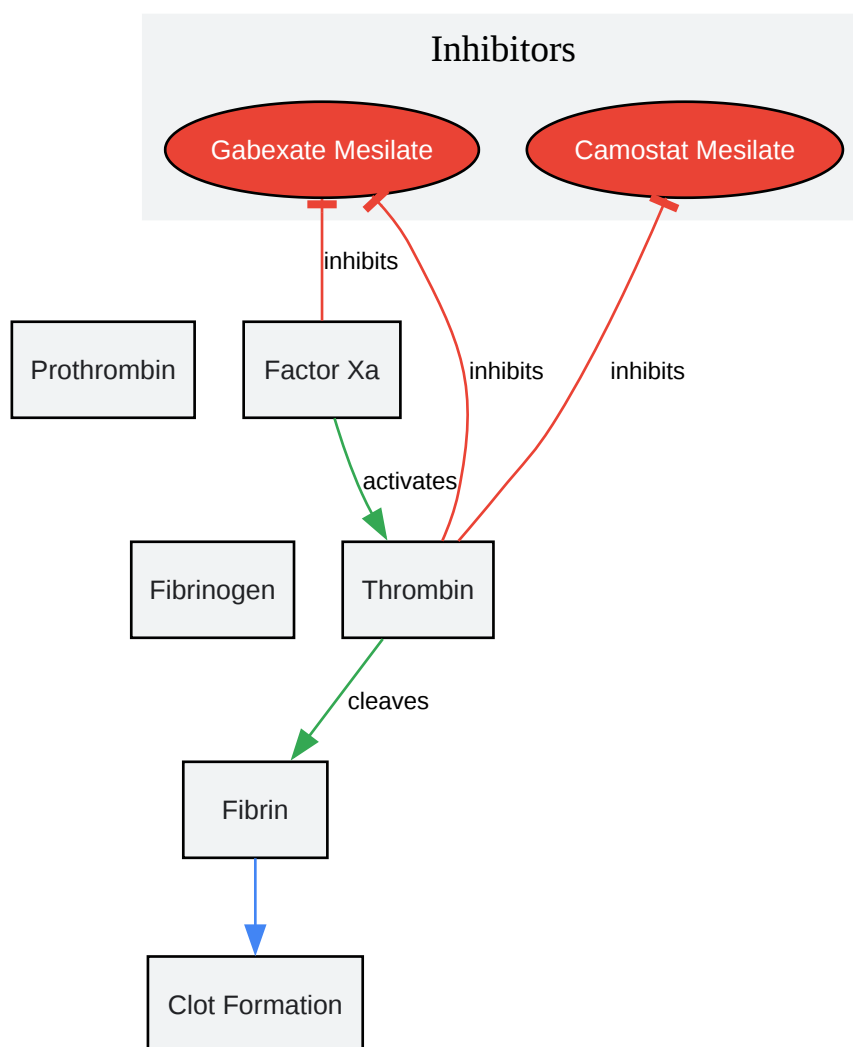 Inhibitors
Gabexate Mesilate
Camostat Mesilate
inhibits
Prothrombin
Factor Xa
inhibits
inhibits
activates
Fibrinogen
Thrombin
cleaves
Fibrin
Clot Formation